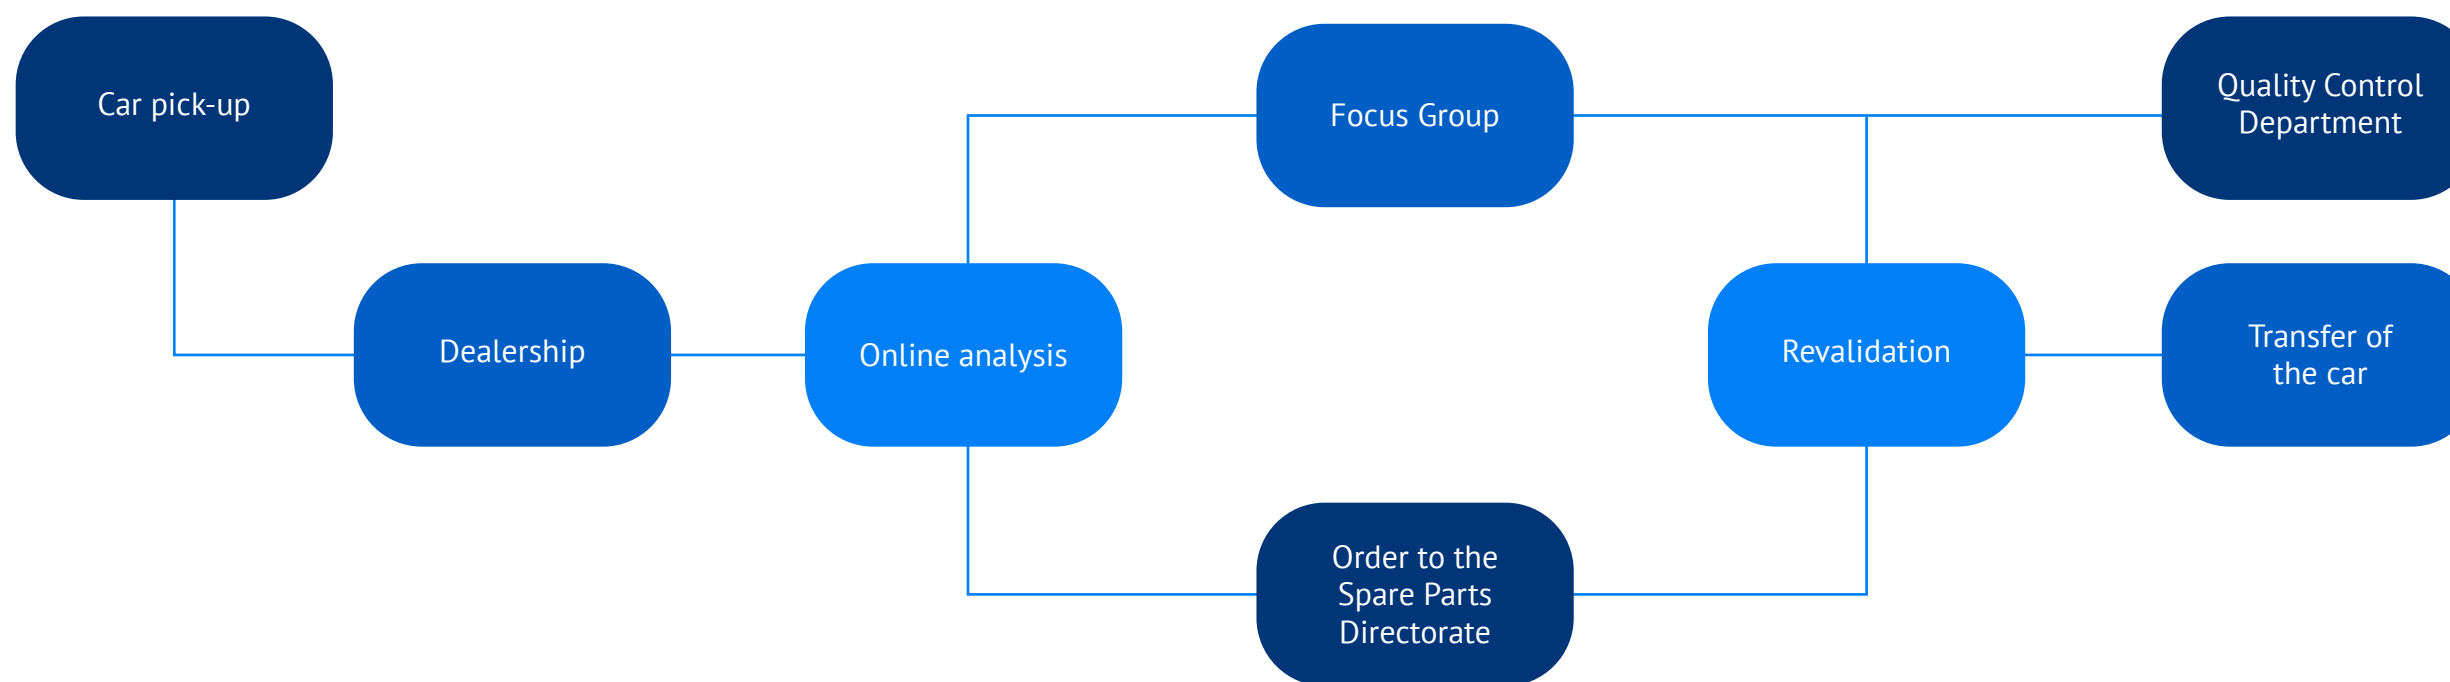 Car pick-up
Dealership
Online analysis
Focus Group
Order to the
Spare Parts
Directorate
Revalidation
Quality Control
Department
Transfer of
the car